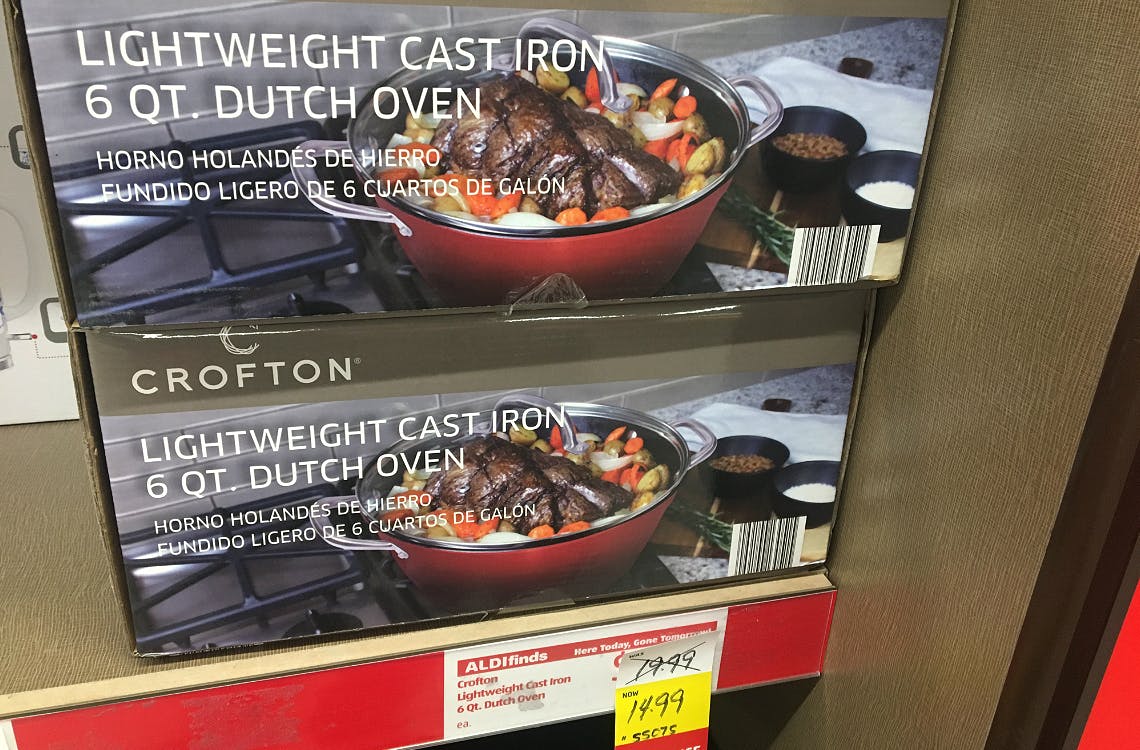 LIGHTWEIGHT CAST IRON
6 QT. DUTCH OVEN
HORNO HOLANDÉS DE HIERRO
FUNDIDO LIGERO DE 6 CUARTOS DE GALÓN
CROFTON®
LIGHTWEIGHT CAST IRON
6 QT. DUTCH OVEN
HORNO HOLANDÉS DE HIERRO
FUNDIDO LIGERO DE 6 CUARTOS DE GALÓN
ALDIfinds
Here Today, Gone Tomorrow!
Crofton
Lightweight Cast Iron
6 Qt. Dutch Oven
ea.
WAS
NOW
14.99